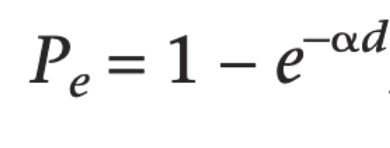 Pₑ = 1 − e^{−αd}